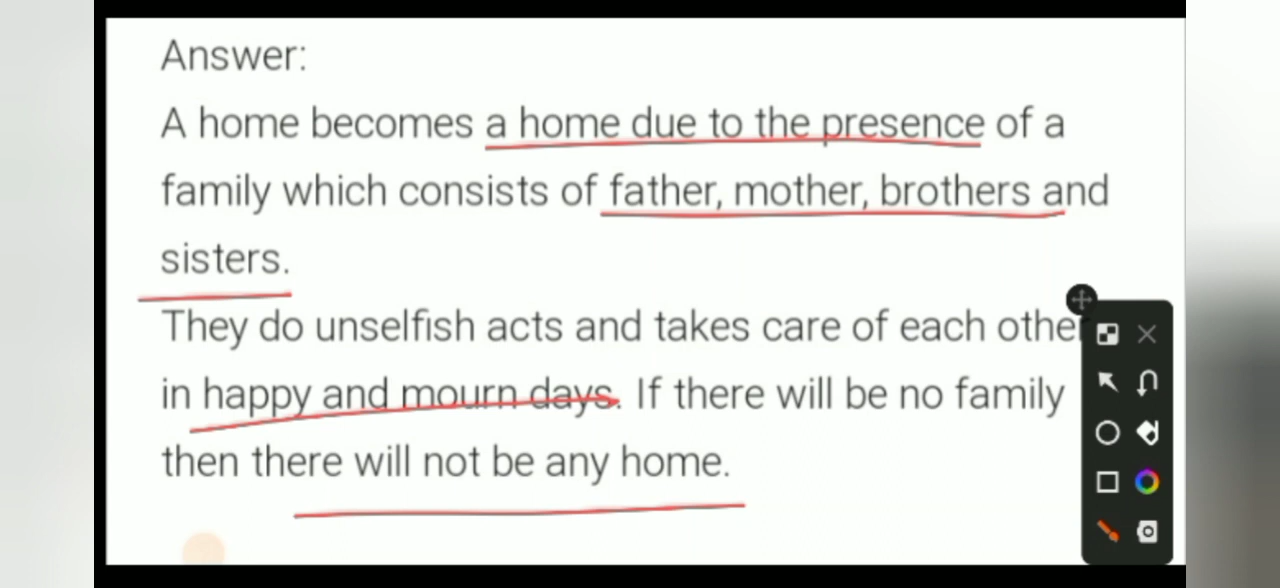 Answer:
A home becomes a home due to the presence of a
family which consists of father, mother, brothers and
sisters.
They do unselfish acts and takes care of each other
in happy and mourn days. If there will be no family
then there will not be any home.